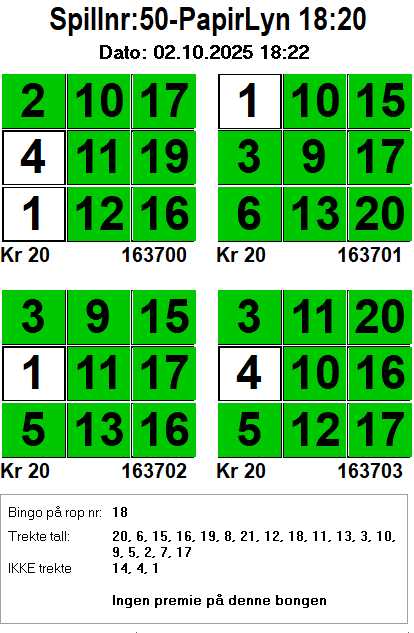 Spillnr:50-PapirLyn 18:20
Dato: 02.10.2025 18:22
2 10 17
4 11 19
1 12 16
Kr 20 163700
1 10 15
3 9 17
6 13 20
Kr 20 163701
3 9 15
1 11 17
5 13 16
Kr 20 163702
3 11 20
4 10 16
5 12 17
Kr 20 163703
Bingo på rop nr: 18
Trekte tall: 20, 6, 15, 16, 19, 8, 21, 12, 18, 11, 13, 3, 10,
9, 5, 2, 7, 17
IKKE trekte 14, 4, 1
Ingen premie på denne bongen